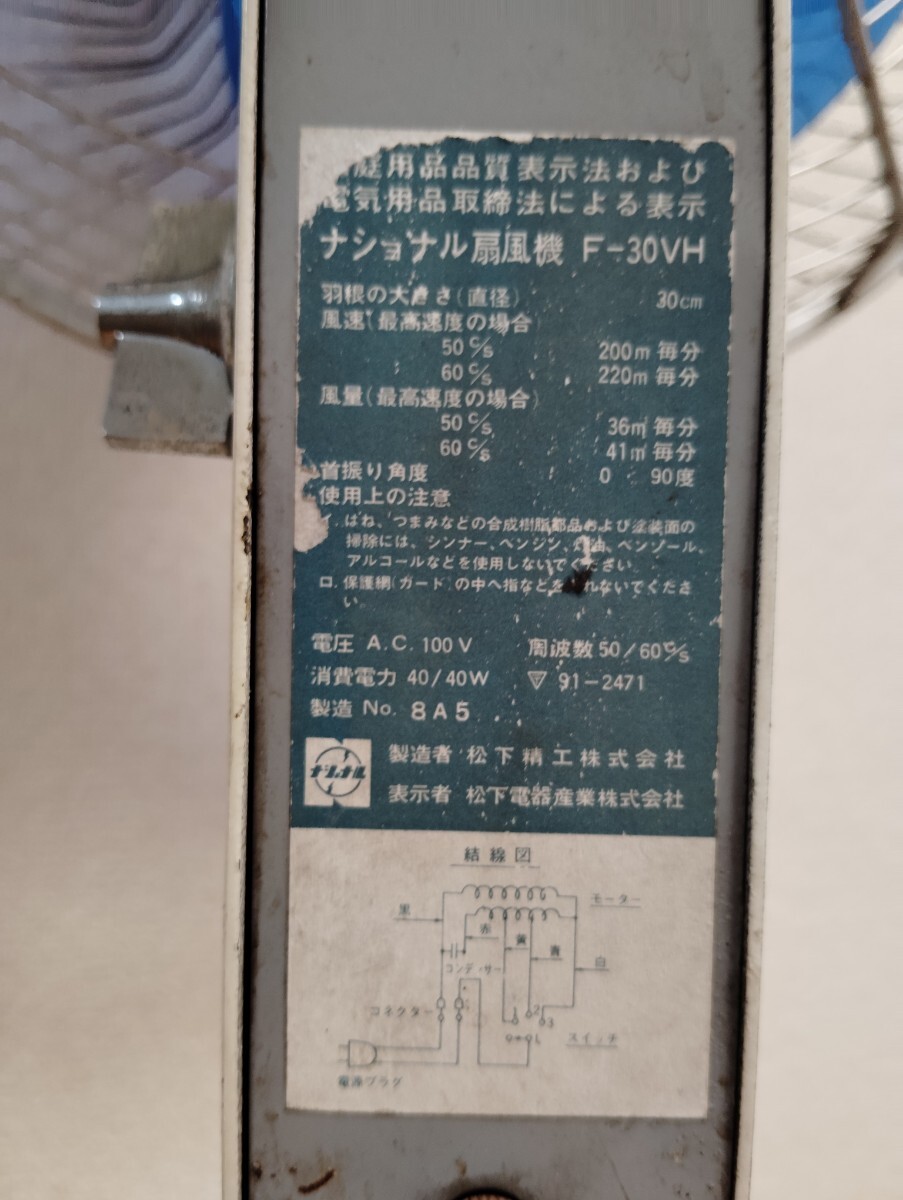 庭用品品質表示法および
電気用品取締法による表示
ナショナル扇風機 F-30VH
羽根の大きさ(直径) 30cm
風速(最高速度の場合)
50 c/s 200m 毎分
60 c/s 220m 毎分
風量(最高速度の場合)
50 c/s 36㎥ 毎分
60 c/s 41㎥ 毎分
首振り角度 0 90度
使用上の注意
イ. はね、つまみなどの合成樹脂部品および塗装面の
掃除には、シンナー、ベンジン、灯油、ベンゾール、
アルコールなどを使用しないでください
ロ. 保護網(ガード)の中へ指などを れないでくださ
い.
電圧 A.C. 100V 周波数 50/60 c/s
消費電力 40/40W ▽ 91-2471
製造 No. 8A5
ナショナル
製造者 松下精工株式会社
表示者 松下電器産業株式会社
結線図
モーター
黒
赤
黄
青
白
コンデンサー
コネクター
1 2 3
スイッチ
電源プラグ